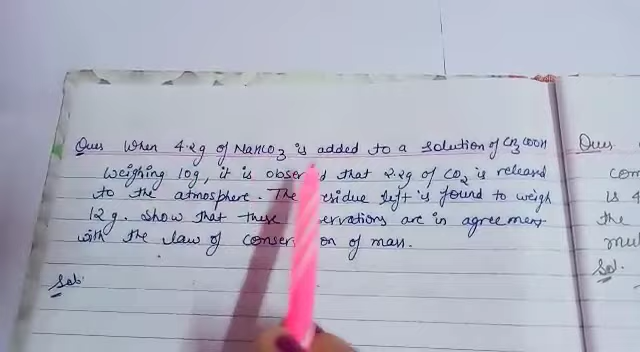 Ques When 4.2g of NaHCO3 is added to a solution of CH3COOH Ques
weighing 10g, it is obser d that 2.2g of CO2 is released com
to the atmosphere. The residue left is found to weigh is 4
12g. show that these ervations are in agreement the
with the law of conser on of mass. mul
Sol. Sol.